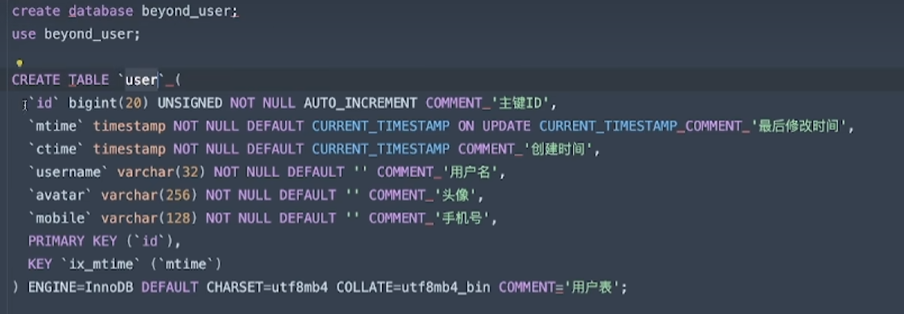 create database beyond_user;
use beyond_user;
CREATE TABLE `user` (
`id` bigint(20) UNSIGNED NOT NULL AUTO_INCREMENT COMMENT '主键ID',
`mtime` timestamp NOT NULL DEFAULT CURRENT_TIMESTAMP ON UPDATE CURRENT_TIMESTAMP COMMENT '最后修改时间',
`ctime` timestamp NOT NULL DEFAULT CURRENT_TIMESTAMP COMMENT '创建时间',
`username` varchar(32) NOT NULL DEFAULT '' COMMENT '用户名',
`avatar` varchar(256) NOT NULL DEFAULT '' COMMENT '头像',
`mobile` varchar(128) NOT NULL DEFAULT '' COMMENT '手机号',
PRIMARY KEY (`id`),
KEY `ix_mtime` (`mtime`)
) ENGINE=InnoDB DEFAULT CHARSET=utf8mb4 COLLATE=utf8mb4_bin COMMENT='用户表';